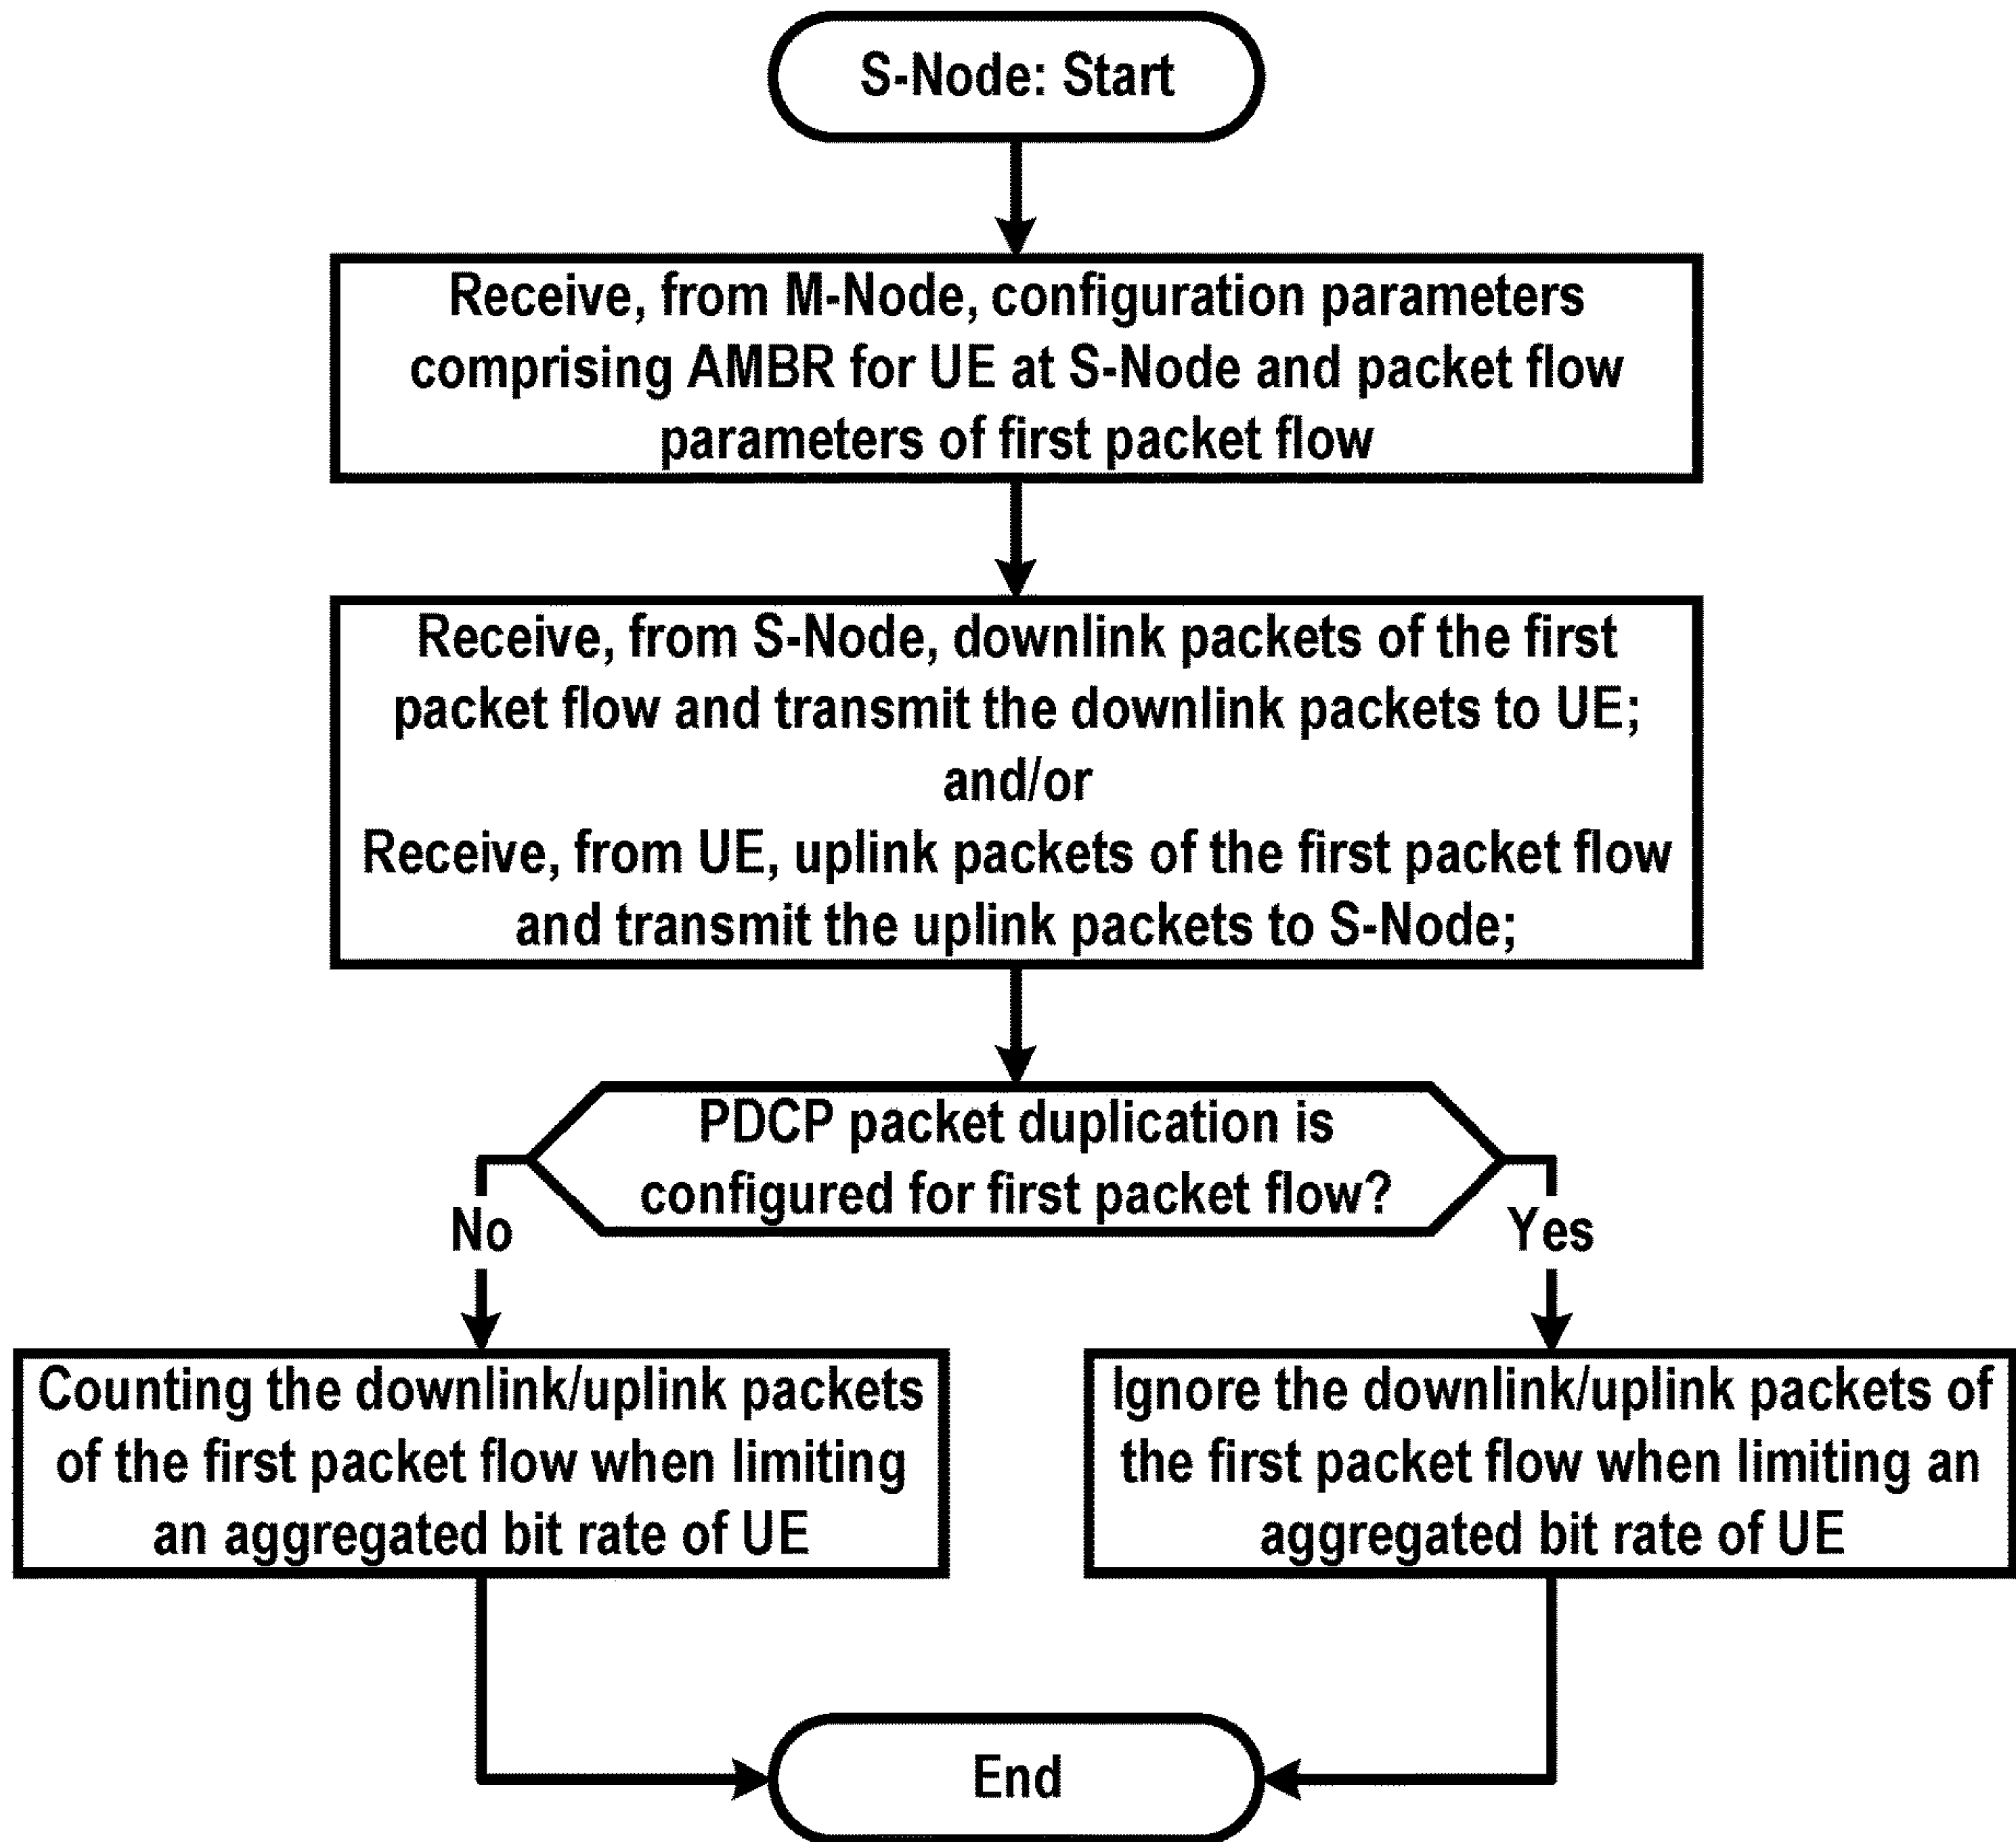 S-Node: Start
Receive, from M-Node, configuration parameters
comprising AMBR for UE at S-Node and packet flow
parameters of first packet flow
Receive, from S-Node, downlink packets of the first
packet flow and transmit the downlink packets to UE;
and/or
Receive, from UE, uplink packets of the first packet flow
and transmit the uplink packets to S-Node;
PDCP packet duplication is
configured for first packet flow?
No
Yes
Counting the downlink/uplink packets
of the first packet flow when limiting
an aggregated bit rate of UE
Ignore the downlink/uplink packets of
the first packet flow when limiting an
aggregated bit rate of UE
End